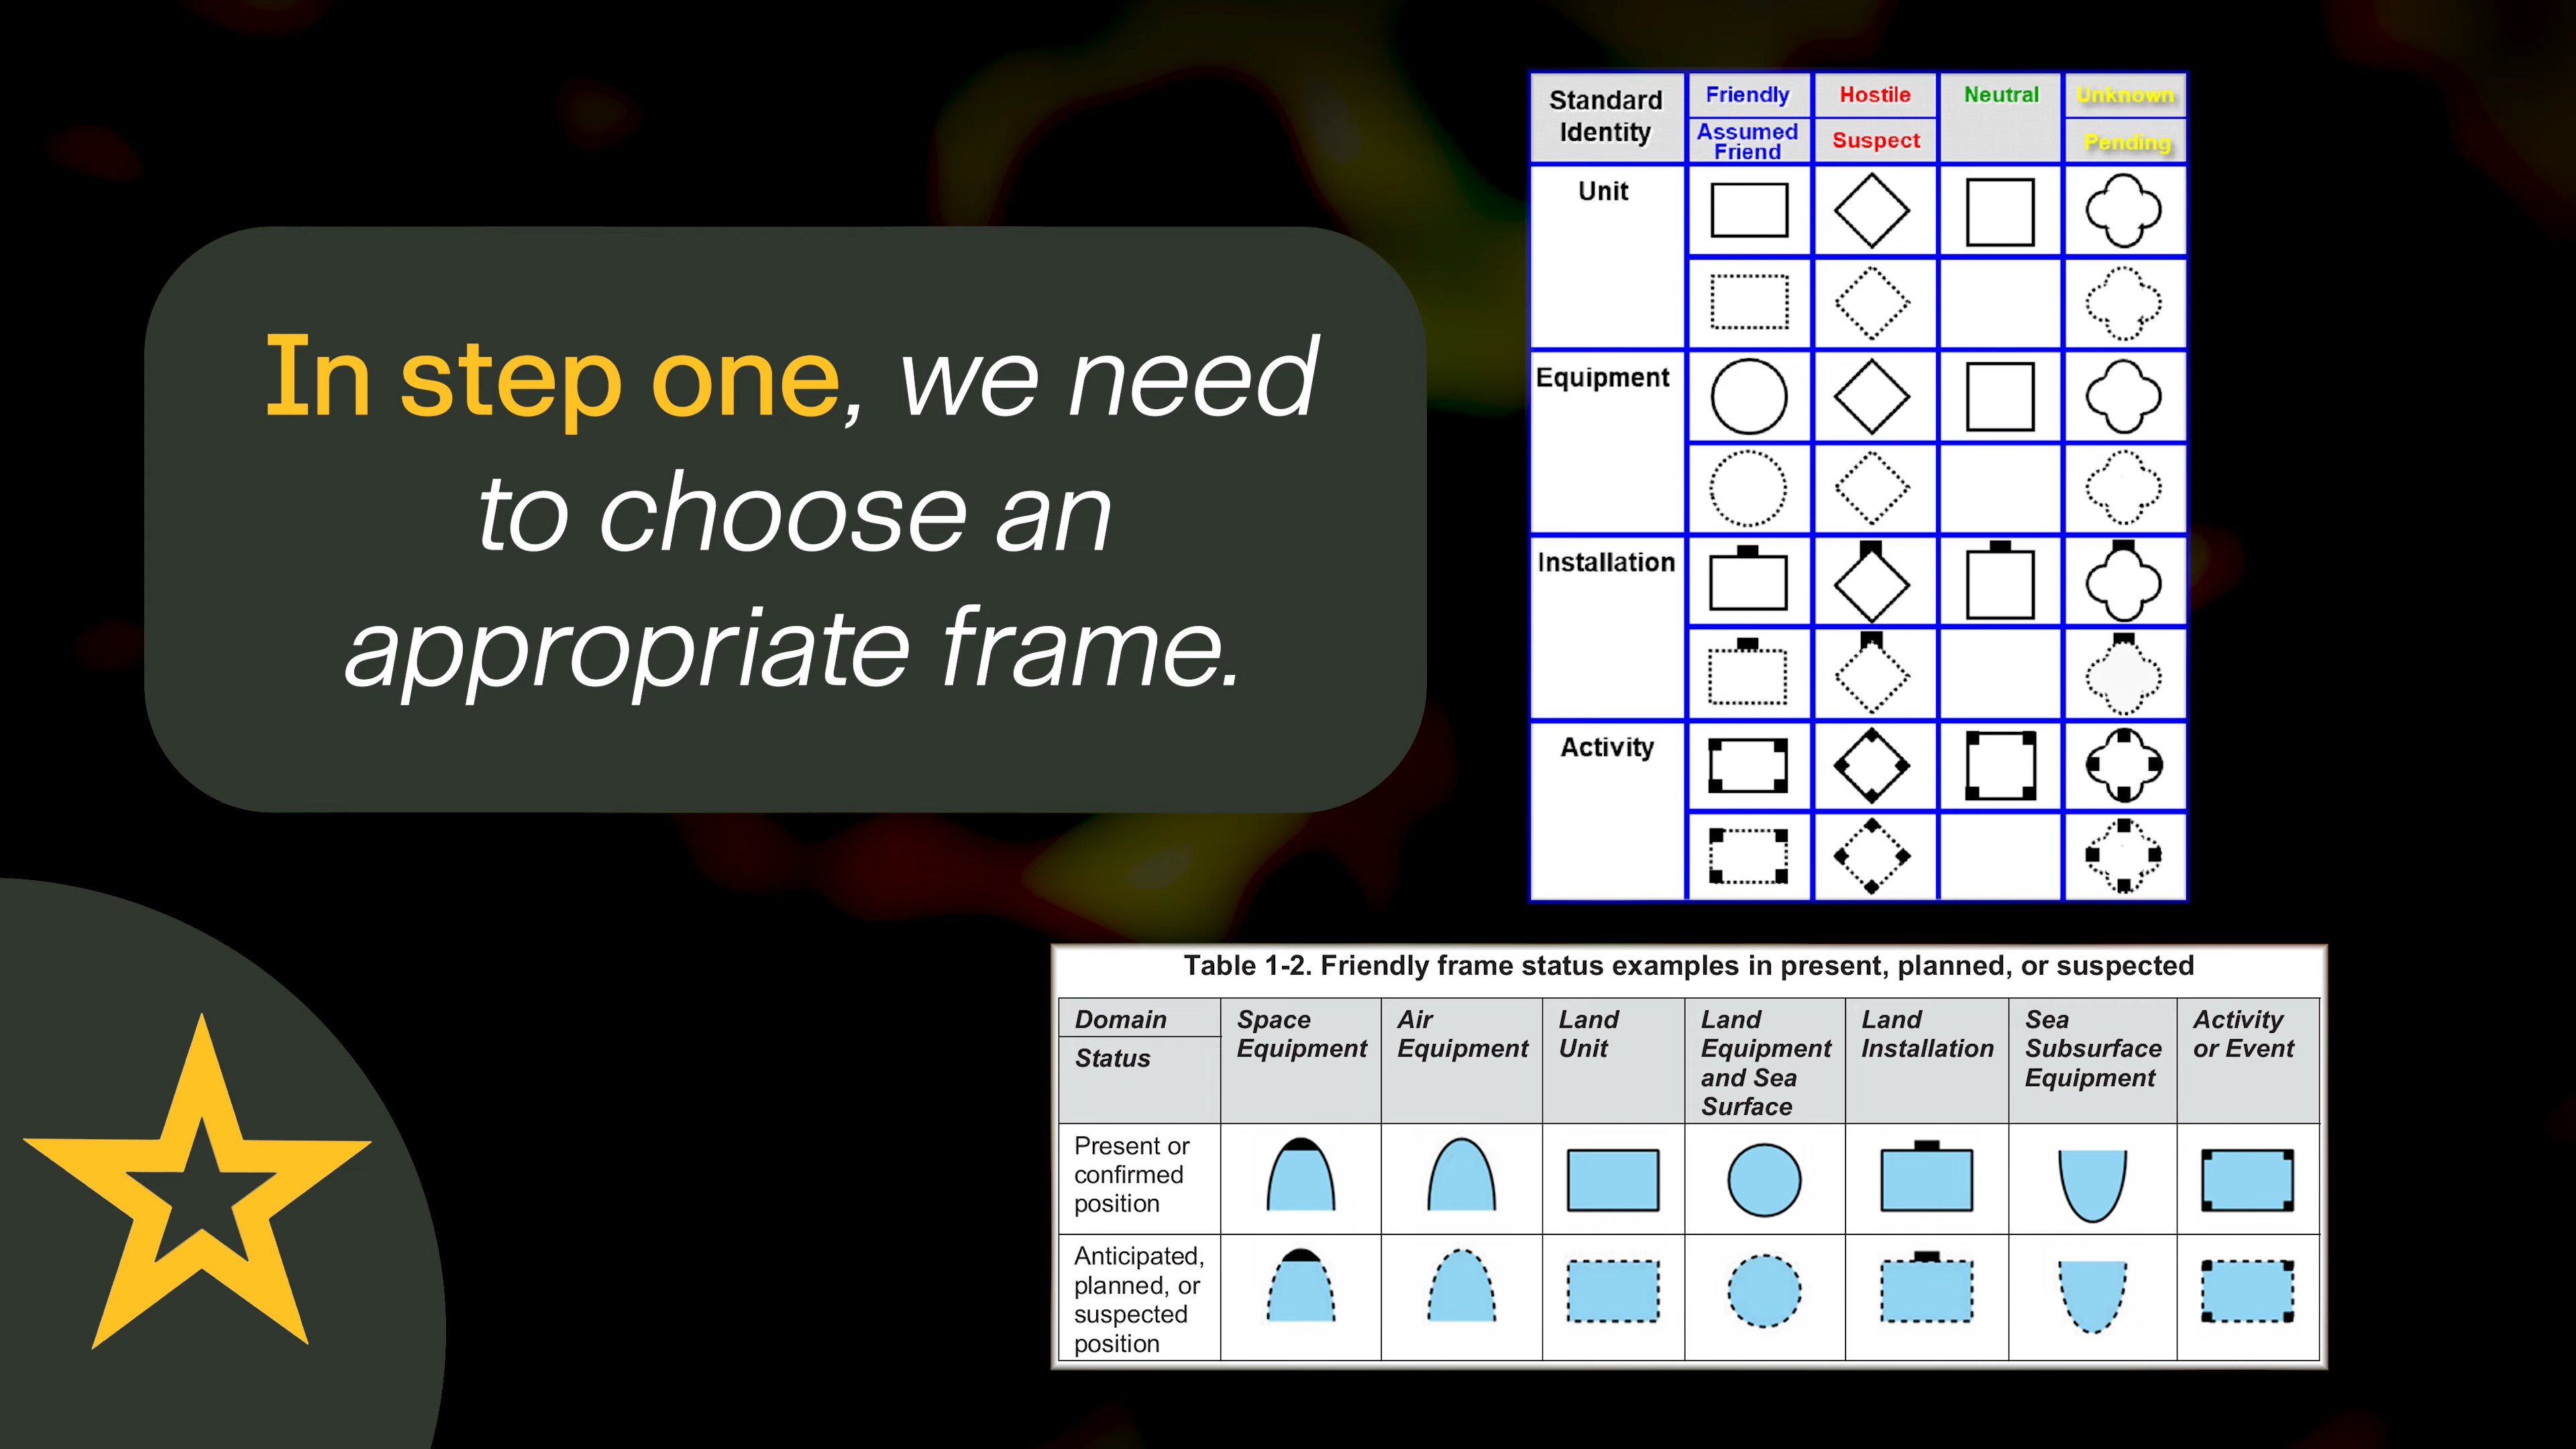 In step one, we need
to choose an
appropriate frame.
Standard
Identity
Friendly
Assumed
Friend
Hostile
Suspect
Neutral
Unknown
Pending
Unit
Equipment
Installation
Activity
Table 1-2. Friendly frame status examples in present, planned, or suspected
Domain
Status
Space
Equipment
Air
Equipment
Land
Unit
Land
Equipment
and Sea
Surface
Land
Installation
Sea
Subsurface
Equipment
Activity
or Event
Present or
confirmed
position
Anticipated,
planned, or
suspected
position